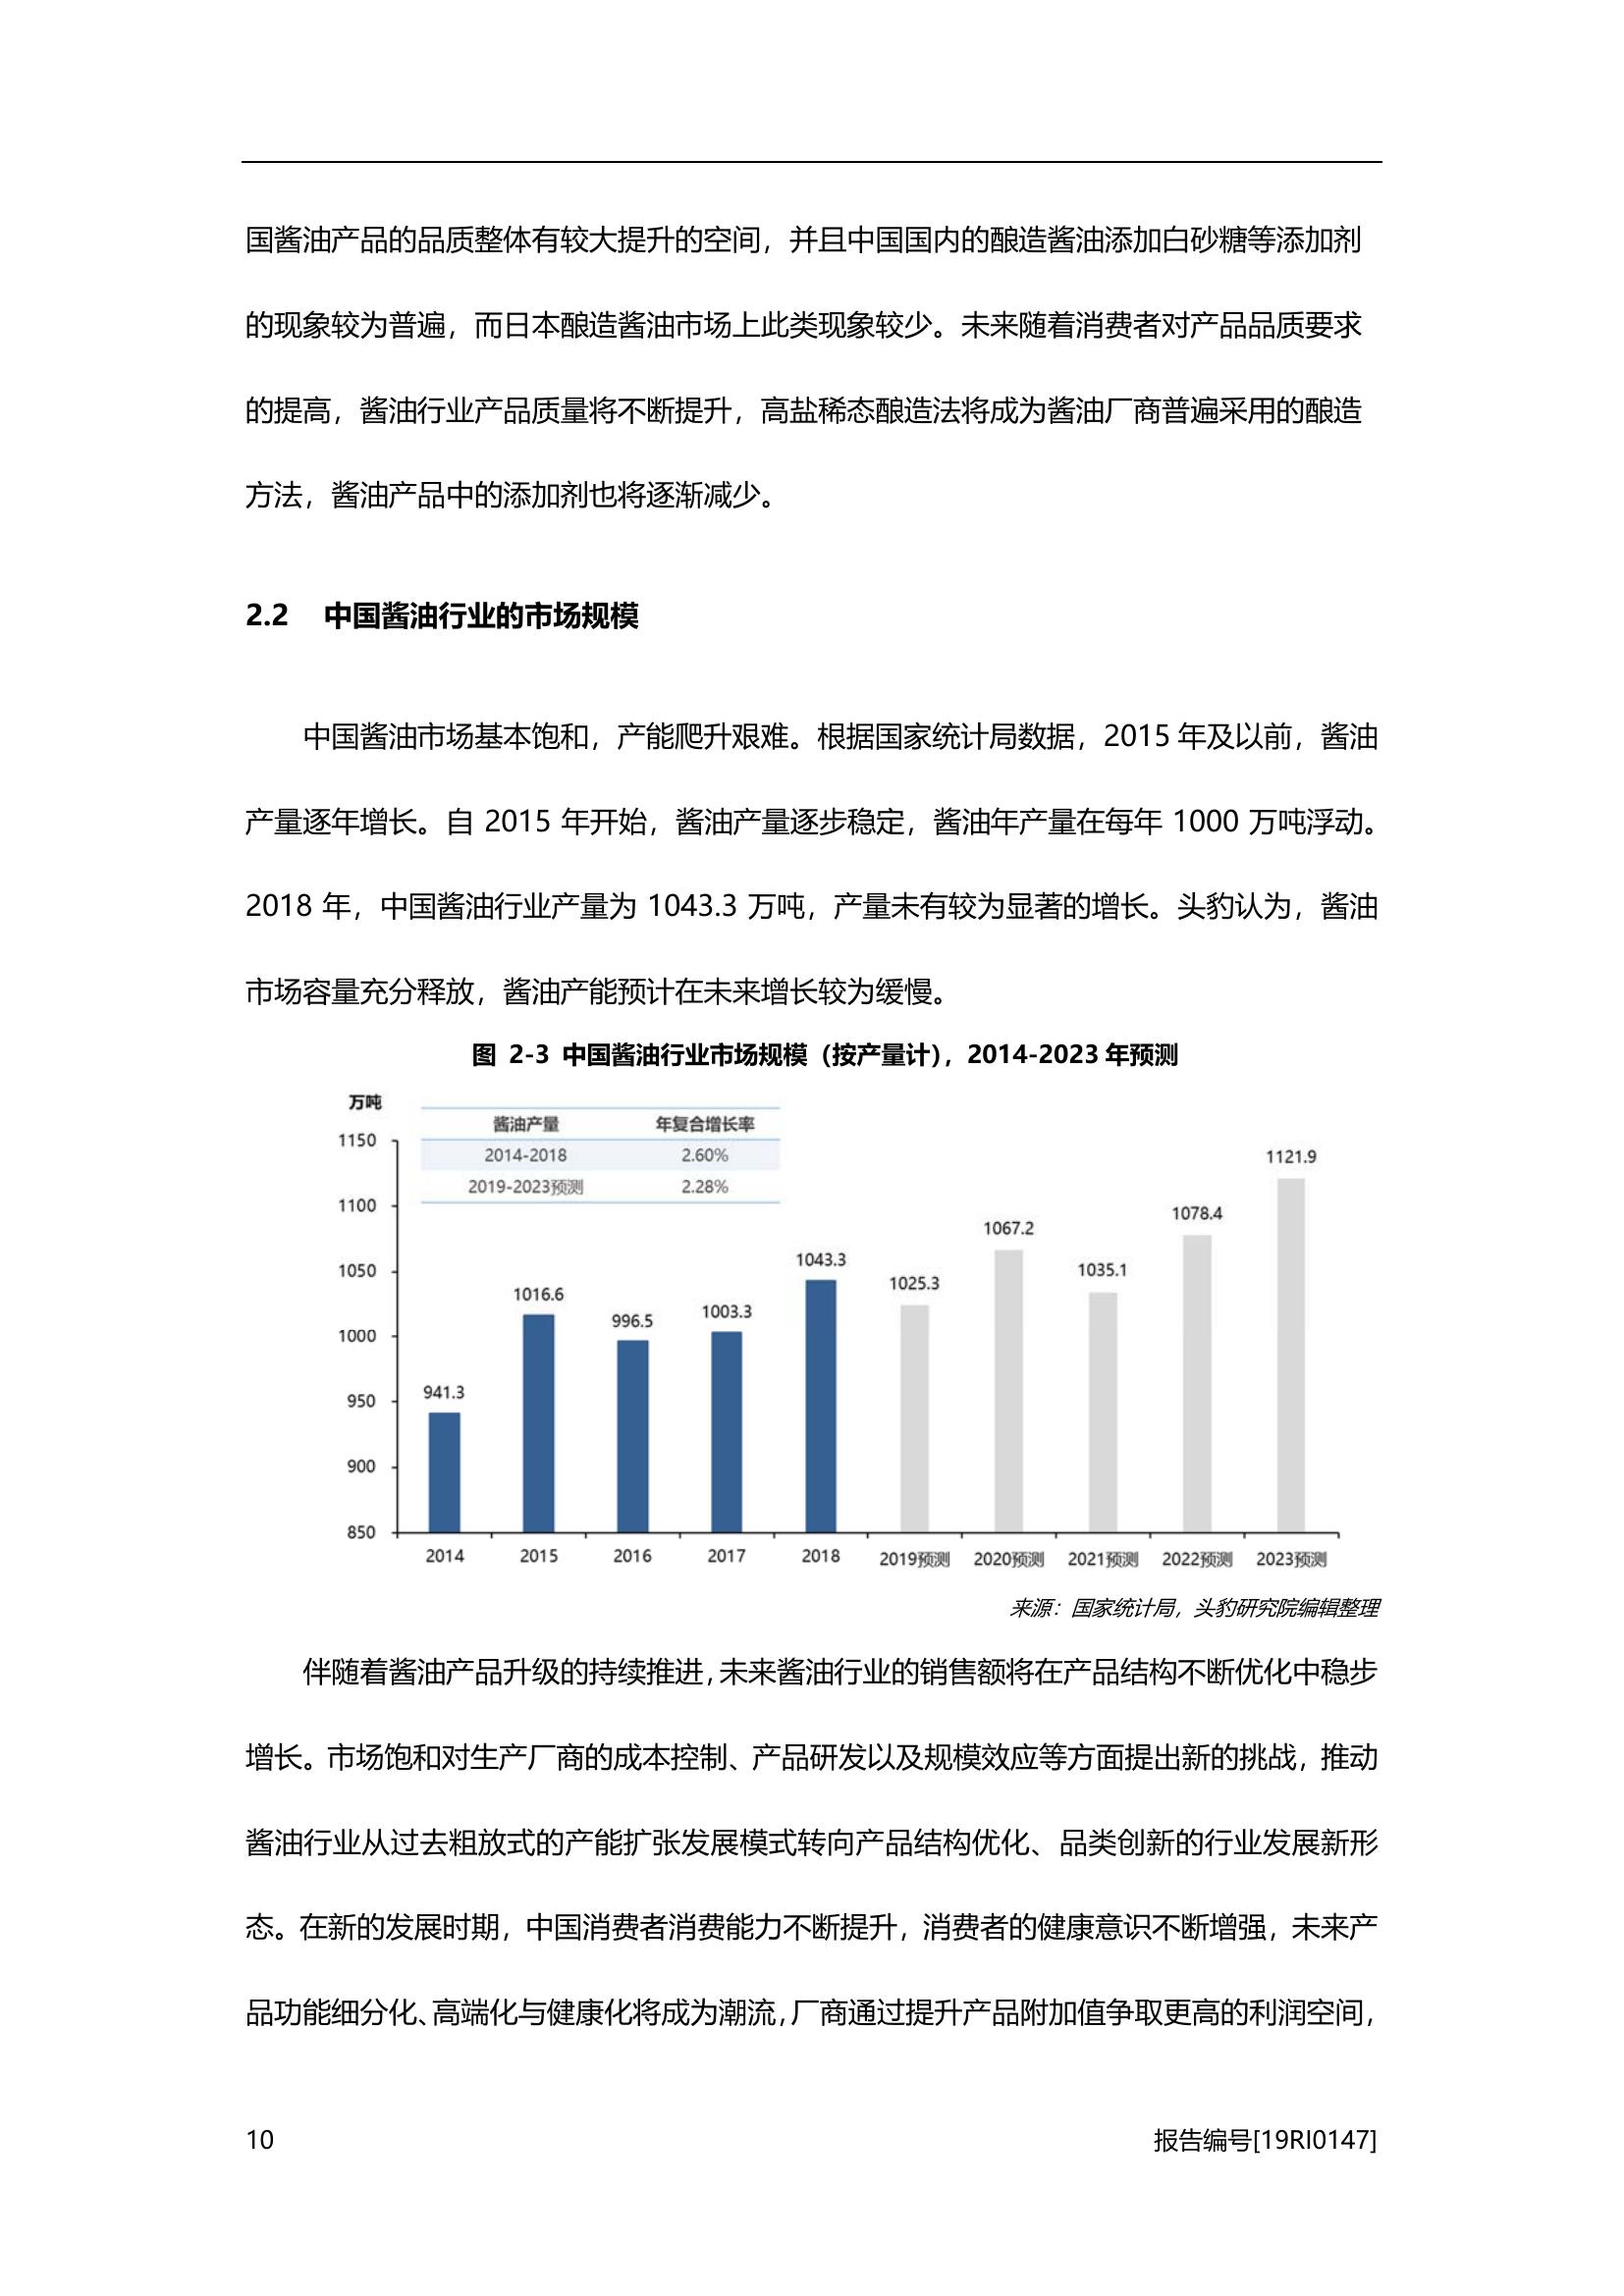 国酱油产品的品质整体有较大提升的空间，并且中国国内的酿造酱油添加白砂糖等添加剂
的现象较为普遍，而日本酿造酱油市场上此类现象较少。未来随着消费者对产品品质要求
的提高，酱油行业产品质量将不断提升，高盐稀态酿造法将成为酱油厂商普遍采用的酿造
方法，酱油产品中的添加剂也将逐渐减少。
2.2 中国酱油行业的市场规模
中国酱油市场基本饱和，产能爬升艰难。根据国家统计局数据，2015 年及以前，酱油
产量逐年增长。自 2015 年开始，酱油产量逐步稳定，酱油年产量在每年 1000 万吨浮动。
2018 年，中国酱油行业产量为 1043.3 万吨，产量未有较为显著的增长。头豹认为，酱油
市场容量充分释放，酱油产能预计在未来增长较为缓慢。
图 2-3 中国酱油行业市场规模（按产量计），2014-2023 年预测
万吨
酱油产量 年复合增长率
2014-2018 2.60%
2019-2023预测 2.28%
1150
1100
1050
1000
950
900
850
941.3
1016.6
996.5
1003.3
1043.3
1025.3
1067.2
1035.1
1078.4
1121.9
2014 2015 2016 2017 2018 2019预测 2020预测 2021预测 2022预测 2023预测
来源：国家统计局，头豹研究院编辑整理
伴随着酱油产品升级的持续推进，未来酱油行业的销售额将在产品结构不断优化中稳步
增长。市场饱和对生产厂商的成本控制、产品研发以及规模效应等方面提出新的挑战，推动
酱油行业从过去粗放式的产能扩张发展模式转向产品结构优化、品类创新的行业发展新形
态。在新的发展时期，中国消费者消费能力不断提升，消费者的健康意识不断增强，未来产
品功能细分化、高端化与健康化将成为潮流，厂商通过提升产品附加值争取更高的利润空间，
10 报告编号[19RI0147]